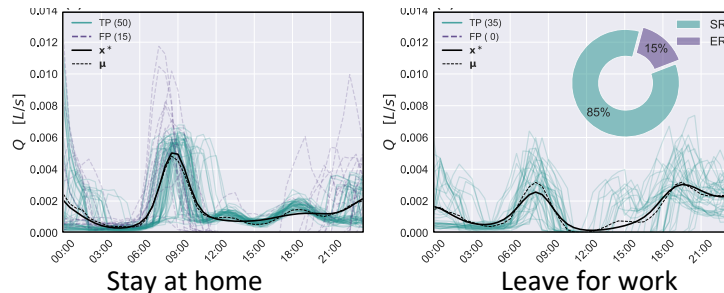 0.014
0.012
0.010
0.008
0.006
0.004
0.002
0.000
Q [L/s]
TP (50)
FP (15)
x*
μ
00:00
03:00
06:00
09:00
12:00
15:00
18:00
21:00
Stay at home
0.014
0.012
0.010
0.008
0.006
0.004
0.002
0.000
Q [L/s]
TP (35)
FP ( 0)
x*
μ
85%
15%
SR
ER
00:00
03:00
06:00
09:00
12:00
15:00
18:00
21:00
Leave for work